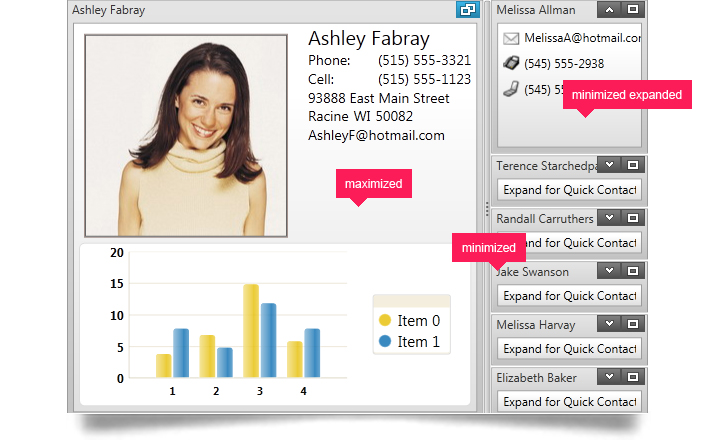 Ashley Fabray
Ashley Fabray
Phone: (515) 555-3321
Cell: (515) 555-1123
93888 East Main Street
Racine WI 50082
AshleyF@hotmail.com
maximized
20
15
10
5
0
1 2 3 4
Item 0
Item 1
Melissa Allman
MelissaA@hotmail.com
(545) 555-2938
(545) 5
minimized expanded
Terence Starchedpa
Expand for Quick Contact
Randall Carruthers
and for Quick Contact
minimized
Jake Swanson
Expand for Quick Contact
Melissa Harvay
Expand for Quick Contact
Elizabeth Baker
Expand for Quick Contact